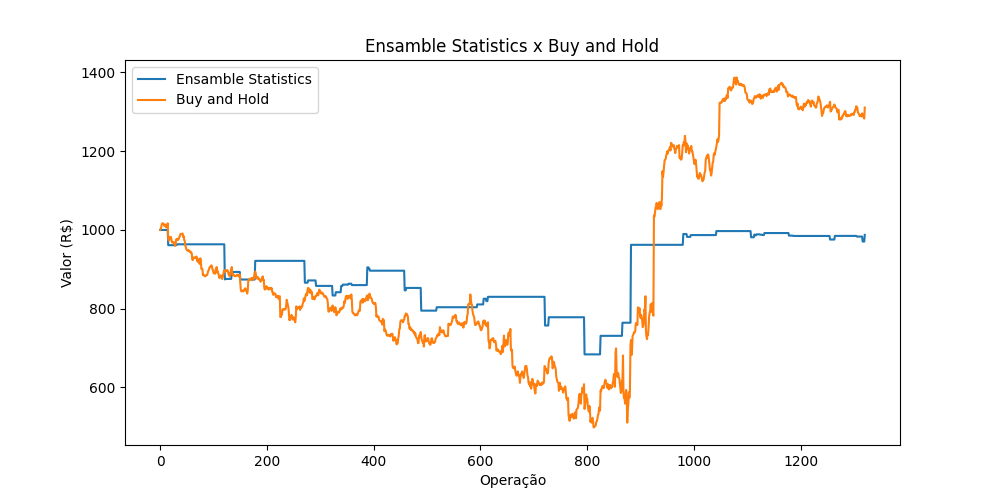 Ensamble Statistics x Buy and Hold
Ensamble Statistics
Buy and Hold
Valor (R$)
1400
1200
1000
800
600
0 200 400 600 800 1000 1200
Operação